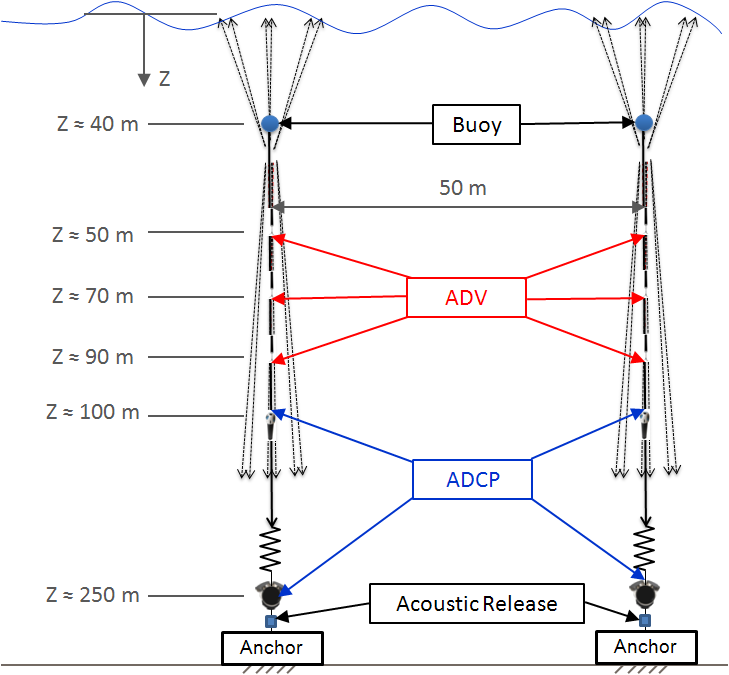 Z
Z ≈ 40 m
Buoy
50 m
Z ≈ 50 m
Z ≈ 70 m
ADV
Z ≈ 90 m
Z ≈ 100 m
ADCP
Z ≈ 250 m
Acoustic Release
Anchor
Anchor